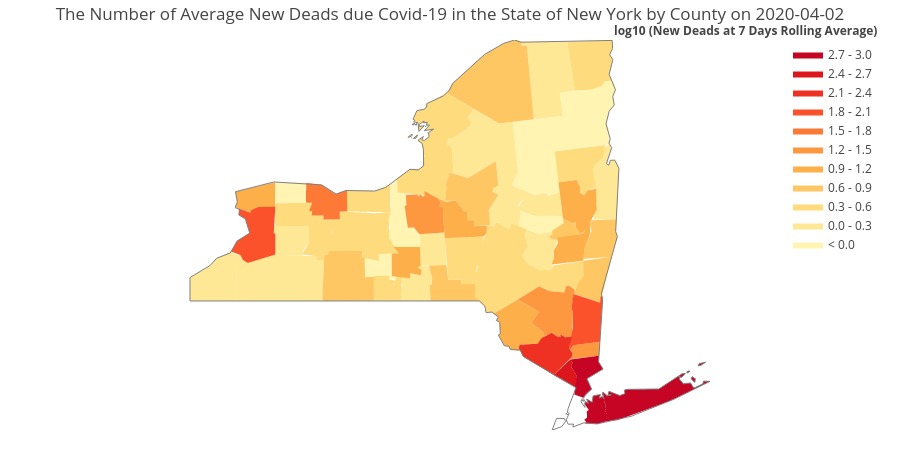 The Number of Average New Deads due Covid-19 in the State of New York by County on 2020-04-02
log10 (New Deads at 7 Days Rolling Average)
2.7 - 3.0
2.4 - 2.7
2.1 - 2.4
1.8 - 2.1
1.5 - 1.8
1.2 - 1.5
0.9 - 1.2
0.6 - 0.9
0.3 - 0.6
0.0 - 0.3
< 0.0